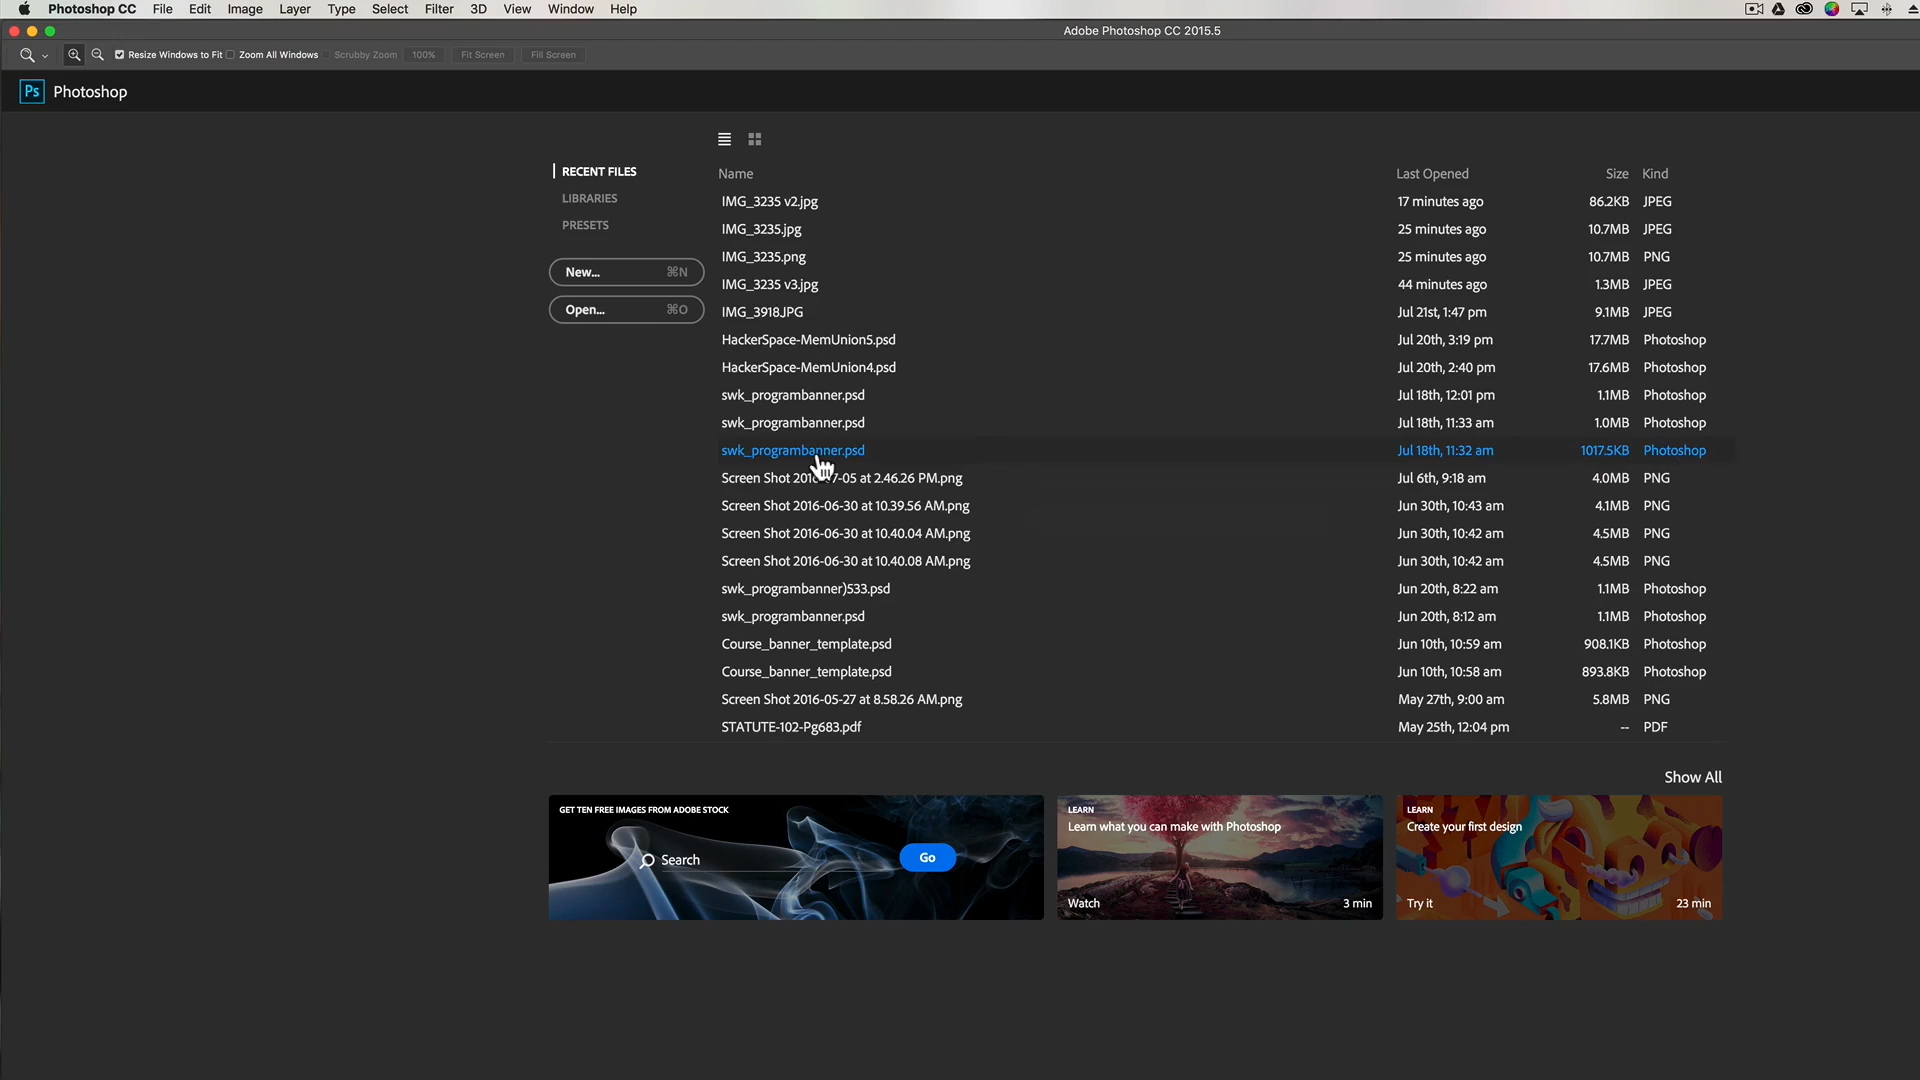 Photoshop CC File Edit Image Layer Type Select Filter 3D View Window Help
Adobe Photoshop CC 2015.5
Resize Windows to Fit Zoom All Windows Scrubby Zoom 100% Fit Screen Fill Screen
Ps Photoshop
RECENT FILES
LIBRARIES
PRESETS
New... ⌘N
Open... ⌘O
Name Last Opened Size Kind
IMG_3235 v2.jpg 17 minutes ago 86.2KB JPEG
IMG_3235.jpg 25 minutes ago 10.7MB JPEG
IMG_3235.png 25 minutes ago 10.7MB PNG
IMG_3235 v3.jpg 44 minutes ago 1.3MB JPEG
IMG_3918.JPG Jul 21st, 1:47 pm 9.1MB JPEG
HackerSpace-MemUnion5.psd Jul 20th, 3:19 pm 17.7MB Photoshop
HackerSpace-MemUnion4.psd Jul 20th, 2:40 pm 17.6MB Photoshop
swk_programbanner.psd Jul 18th, 12:01 pm 1.1MB Photoshop
swk_programbanner.psd Jul 18th, 11:33 am 1.0MB Photoshop
swk_programbanner.psd Jul 18th, 11:32 am 1017.5KB Photoshop
Screen Shot 2016-07-05 at 2.46.26 PM.png Jul 6th, 9:18 am 4.0MB PNG
Screen Shot 2016-06-30 at 10.39.56 AM.png Jun 30th, 10:43 am 4.1MB PNG
Screen Shot 2016-06-30 at 10.40.04 AM.png Jun 30th, 10:42 am 4.5MB PNG
Screen Shot 2016-06-30 at 10.40.08 AM.png Jun 30th, 10:42 am 4.5MB PNG
swk_programbanner)533.psd Jun 20th, 8:22 am 1.1MB Photoshop
swk_programbanner.psd Jun 20th, 8:12 am 1.1MB Photoshop
Course_banner_template.psd Jun 10th, 10:59 am 908.1KB Photoshop
Course_banner_template.psd Jun 10th, 10:58 am 893.8KB Photoshop
Screen Shot 2016-05-27 at 8.58.26 AM.png May 27th, 9:00 am 5.8MB PNG
STATUTE-102-Pg683.pdf May 25th, 12:04 pm -- PDF
Show All
GET TEN FREE IMAGES FROM ADOBE STOCK
Search Go
LEARN
Learn what you can make with Photoshop
Watch 3 min
LEARN
Create your first design
Try it 23 min